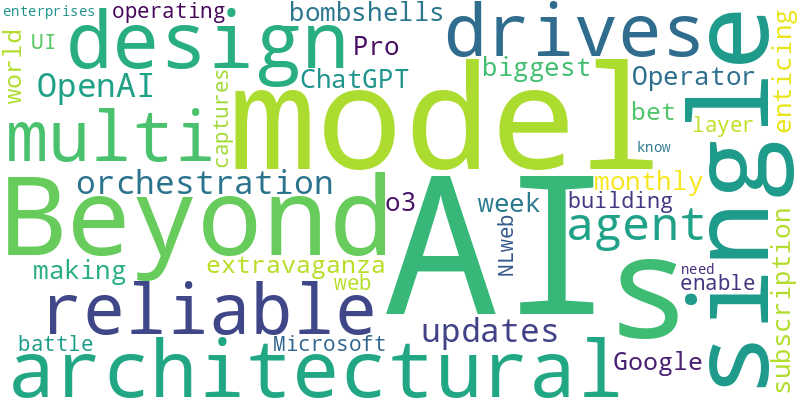 enterprises
operating
bombshells
drives
e
enticing
world
UI
design
Pro
OpenAI
ChatGPT
biggest
Operator
captures
model
bet
layer
single
multi
know
orchestration
o3
week
monthly
building
Beyond
AI
s
agent
NLweb
making
extravaganza
web
need
enable
subscription
reliable
updates
battle
Microsoft
Google
architectural